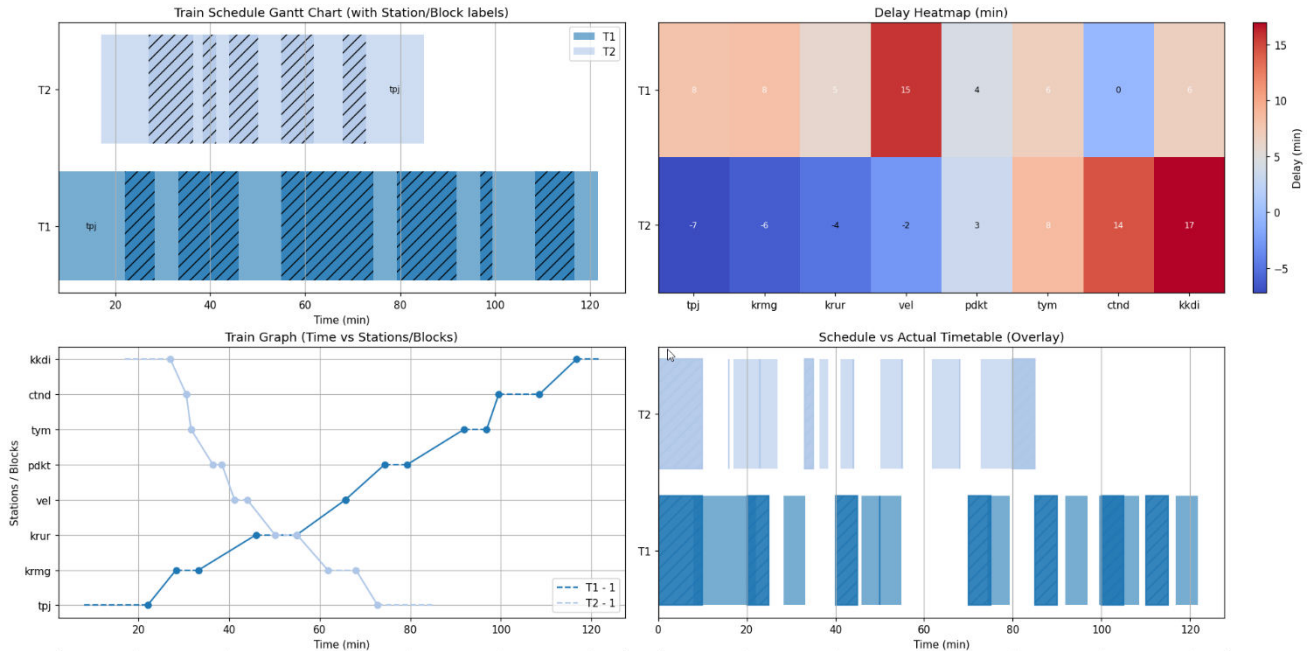 Train Schedule Gantt Chart (with Station/Block labels)
T1
T2
T2
tpj
T1
tpj
20 40 60 80 100 120
Time (min)
Delay Heatmap (min)
T1
8 8 5 15 4 6 0 6
T2
-7 -6 -4 -2 3 8 14 17
tpj krmg krur vel pdkt tym ctnd kkdi
15
10
5
0
−5
Delay (min)
Train Graph (Time vs Stations/Blocks)
Stations / Blocks
kkdi
ctnd
tym
pdkt
vel
krur
krmg
tpj
T1 - 1
T2 - 1
20 40 60 80 100 120
Time (min)
Schedule vs Actual Timetable (Overlay)
T2
T1
0 20 40 60 80 100 120
Time (min)